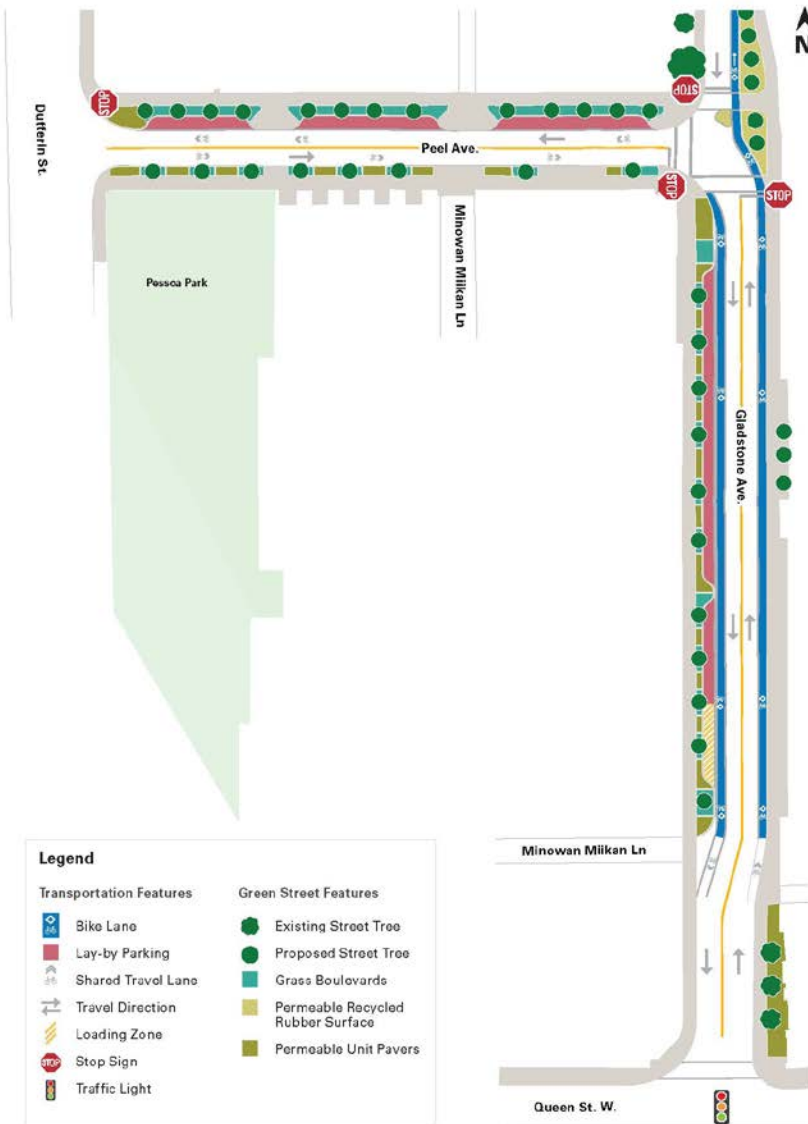 N
STOP
STOP
Dufferin St.
Peel Ave.
STOP
STOP
Minowan Miikan Ln
Pessoa Park
Gladstone Ave.
Minowan Miikan Ln
Legend
Transportation Features
Bike Lane
Lay-by Parking
Shared Travel Lane
Travel Direction
Loading Zone
STOP
Stop Sign
Traffic Light
Green Street Features
Existing Street Tree
Proposed Street Tree
Grass Boulevards
Permeable Recycled
Rubber Surface
Permeable Unit Pavers
Queen St. W.